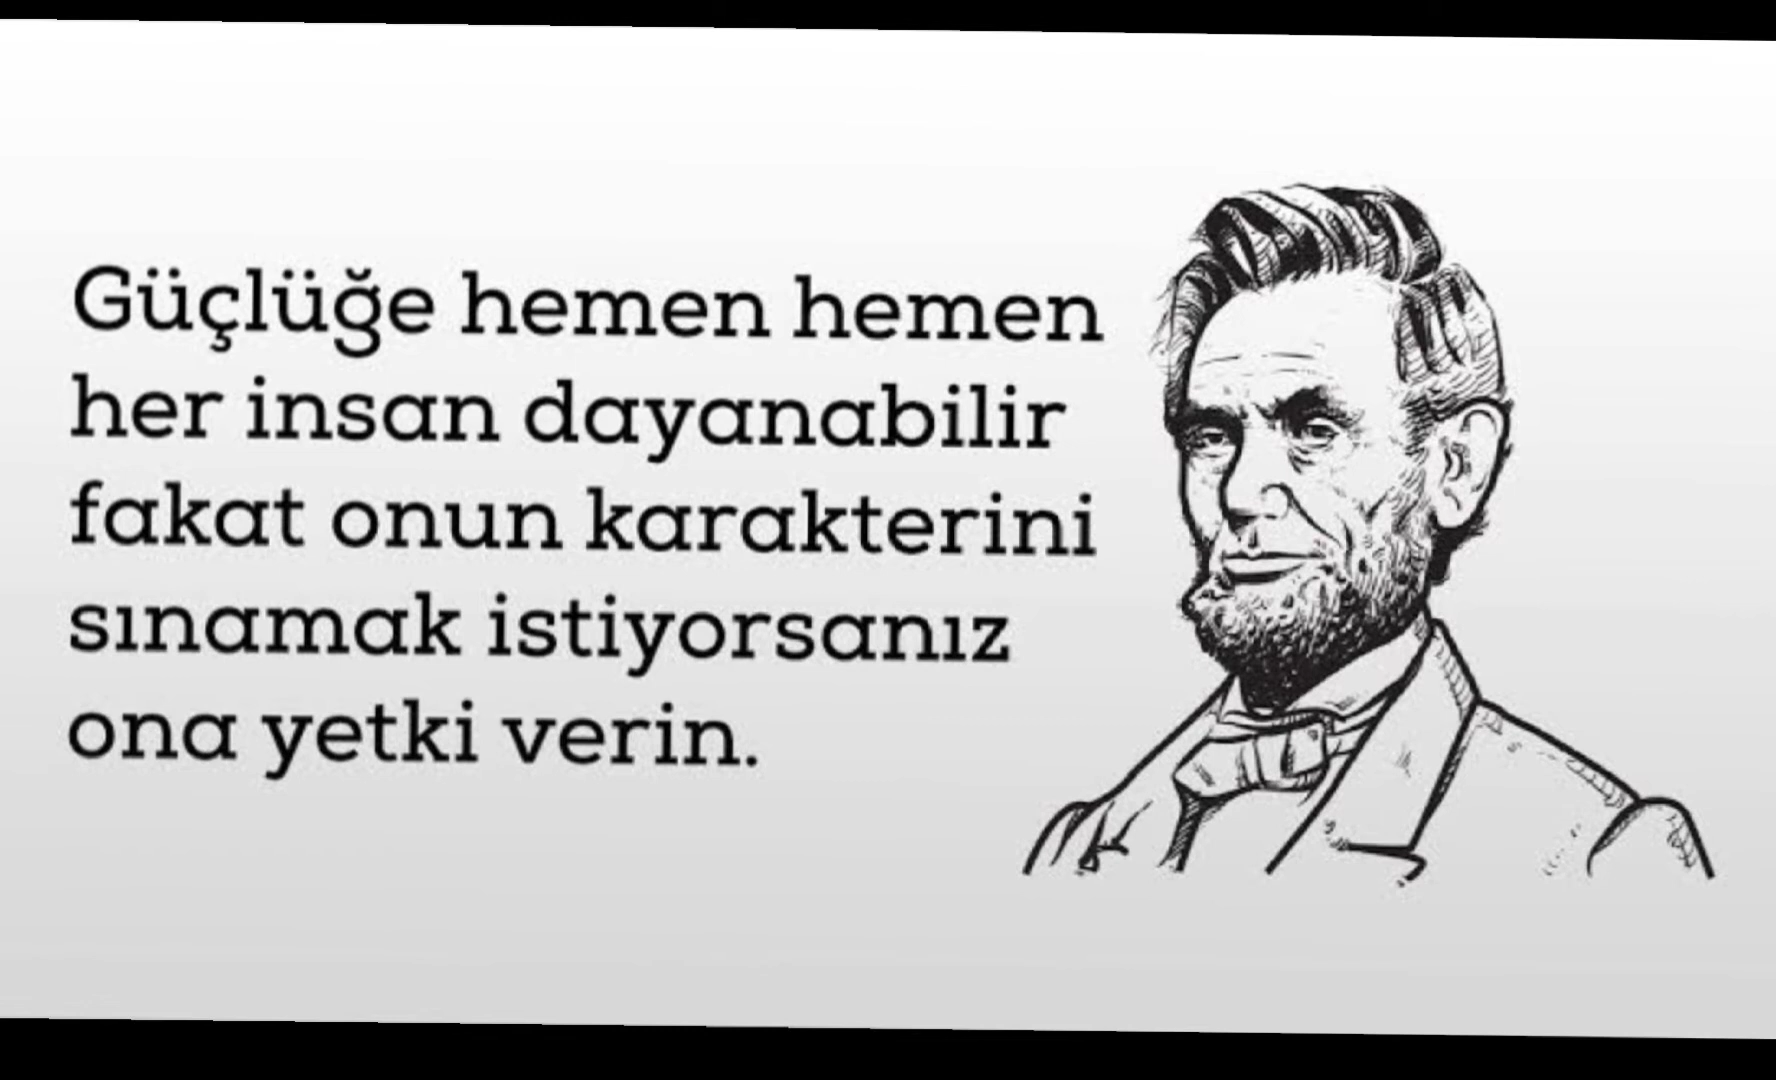 Güçlüğe hemen hemen
her insan dayanabilir
fakat onun karakterini
sınamak istiyorsanız
ona yetki verin.